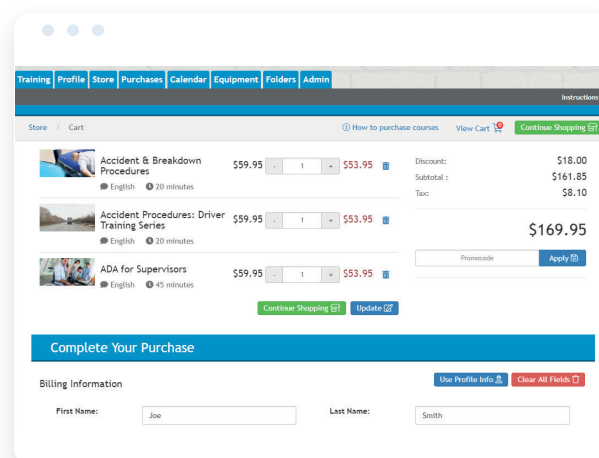 Training Profile Store Purchases Calendar Equipment Folders Admin
Instructions
Store / Cart
How to purchase courses
View Cart
Continue Shopping
Accident & Breakdown
Procedures
$59.95 - 1 + $53.95
English 20 minutes
Accident Procedures: Driver
Training Series
$59.95 - 1 + $53.95
English 20 minutes
ADA for Supervisors
$59.95 - 1 + $53.95
English 45 minutes
Continue Shopping
Update
Discount: $18.00
Subtotal : $161.85
Tax: $8.10
$169.95
Promocode
Apply
Complete Your Purchase
Billing Information
Use Profile Info
Clear All Fields
First Name: Joe
Last Name: Smith